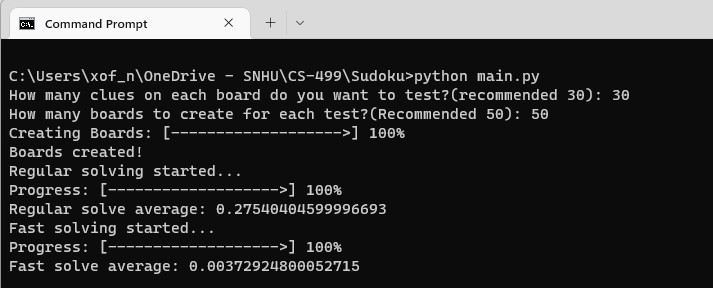 Command Prompt
C:\Users\xof_n\OneDrive - SNHU\CS-499\Sudoku>python main.py
How many clues on each board do you want to test?(recommended 30): 30
How many boards to create for each test?(Recommended 50): 50
Creating Boards: [------------------->] 100%
Boards created!
Regular solving started...
Progress: [------------------->] 100%
Regular solve average: 0.27540404599996693
Fast solving started...
Progress: [------------------->] 100%
Fast solve average: 0.00372924800052715